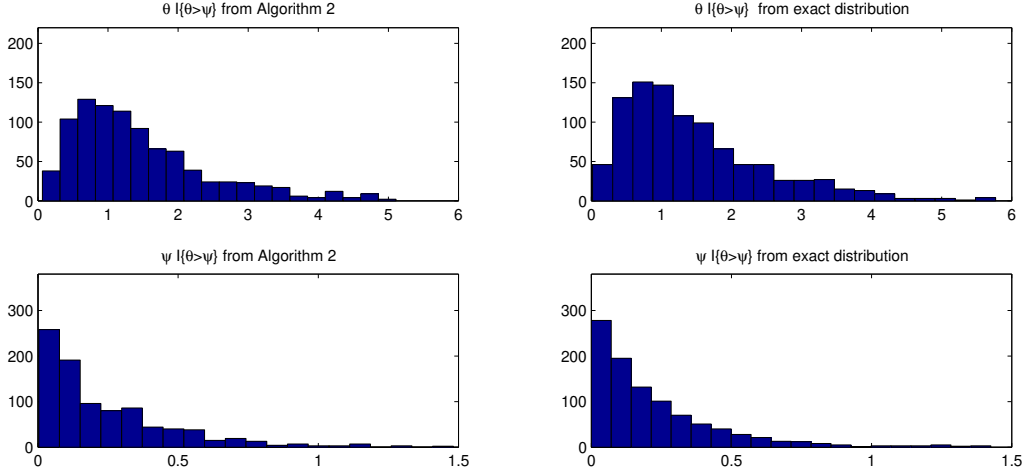 θ I{θ>ψ} from Algorithm 2
θ I{θ>ψ} from exact distribution
200
150
100
50
0
0 1 2 3 4 5 6
200
150
100
50
0
0 1 2 3 4 5 6
ψ I{θ>ψ} from Algorithm 2
ψ I{θ>ψ} from exact distribution
300
200
100
0
0 0.5 1 1.5
300
200
100
0
0 0.5 1 1.5